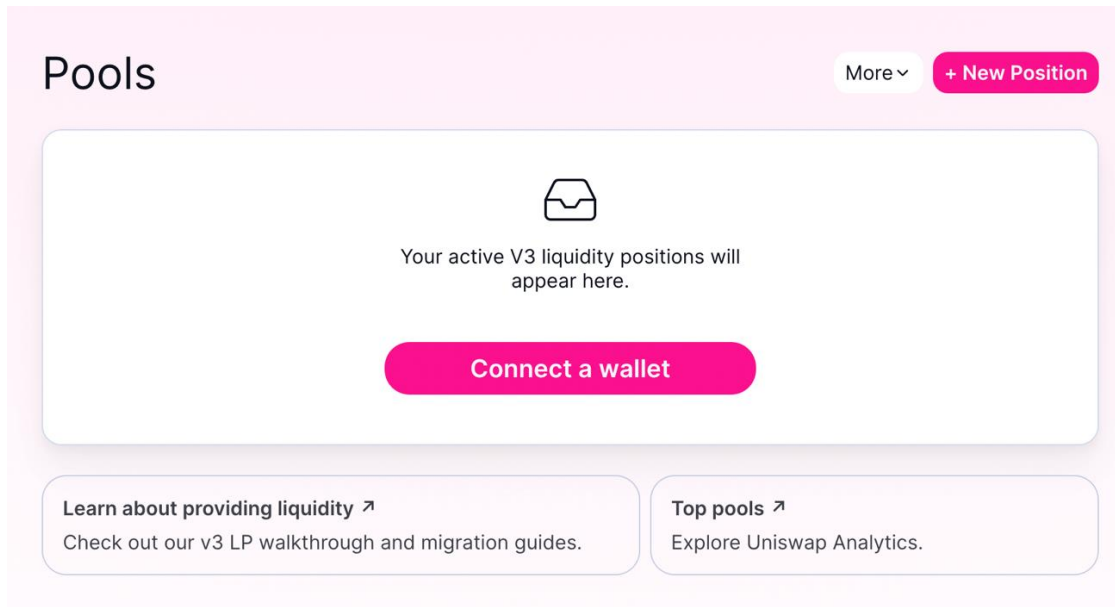 Pools
More
+ New Position
Your active V3 liquidity positions will
appear here.
Connect a wallet
Learn about providing liquidity ↗
Check out our v3 LP walkthrough and migration guides.
Top pools ↗
Explore Uniswap Analytics.